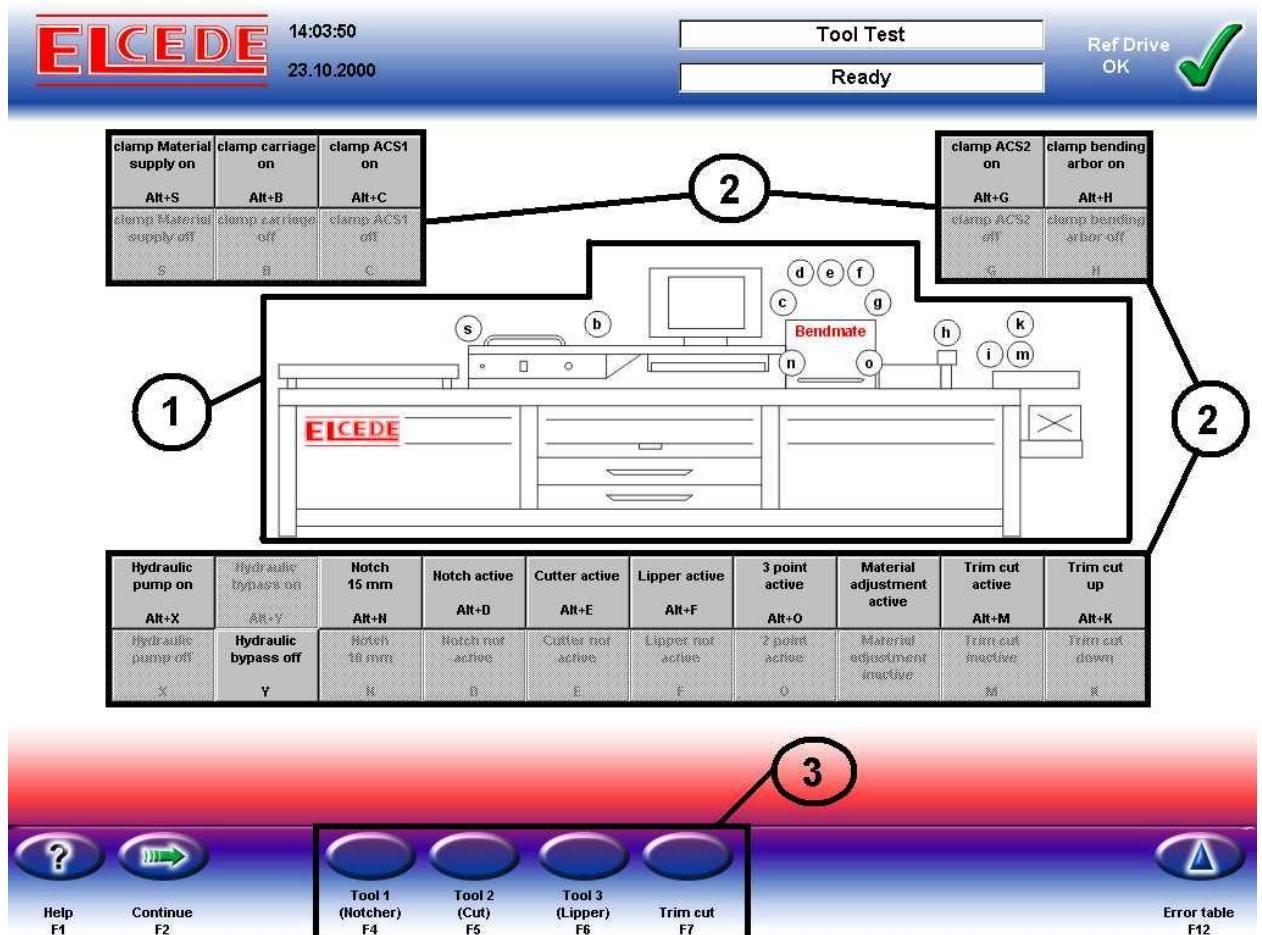 ELCEDE
14:03:50
23.10.2000
Tool Test
Ready
Ref Drive
OK
clamp Material supply on
Alt+S
clamp carriage on
Alt+B
clamp ACS1 on
Alt+C
clamp Material supply off
S
clamp carriage off
B
clamp ACS1 off
C
2
clamp ACS2 on
Alt+G
clamp bending arbor on
Alt+H
clamp ACS2 off
G
clamp bending arbor off
H
d e f
c g
s b
Bendmate
h k
n o i m
1
2
ELCEDE
Hydraulic pump on
Alt+X
Hydraulic bypass on
Alt+Y
Notch 15 mm
Alt+N
Notch active
Alt+D
Cutter active
Alt+E
Lipper active
Alt+F
3 point active
Alt+O
Material adjustment active
Trim cut active
Alt+M
Trim cut up
Alt+K
Hydraulic pump off
X
Hydraulic bypass off
Y
Notch 10 mm
N
Notch not active
D
Cutter not active
E
Lipper not active
F
2 point active
O
Material adjustment inactive
Trim cut inactive
M
Trim cut down
K
3
?
Help
F1
Continue
F2
Tool 1
(Notcher)
F4
Tool 2
(Cut)
F5
Tool 3
(Lipper)
F6
Trim cut
F7
Error table
F12